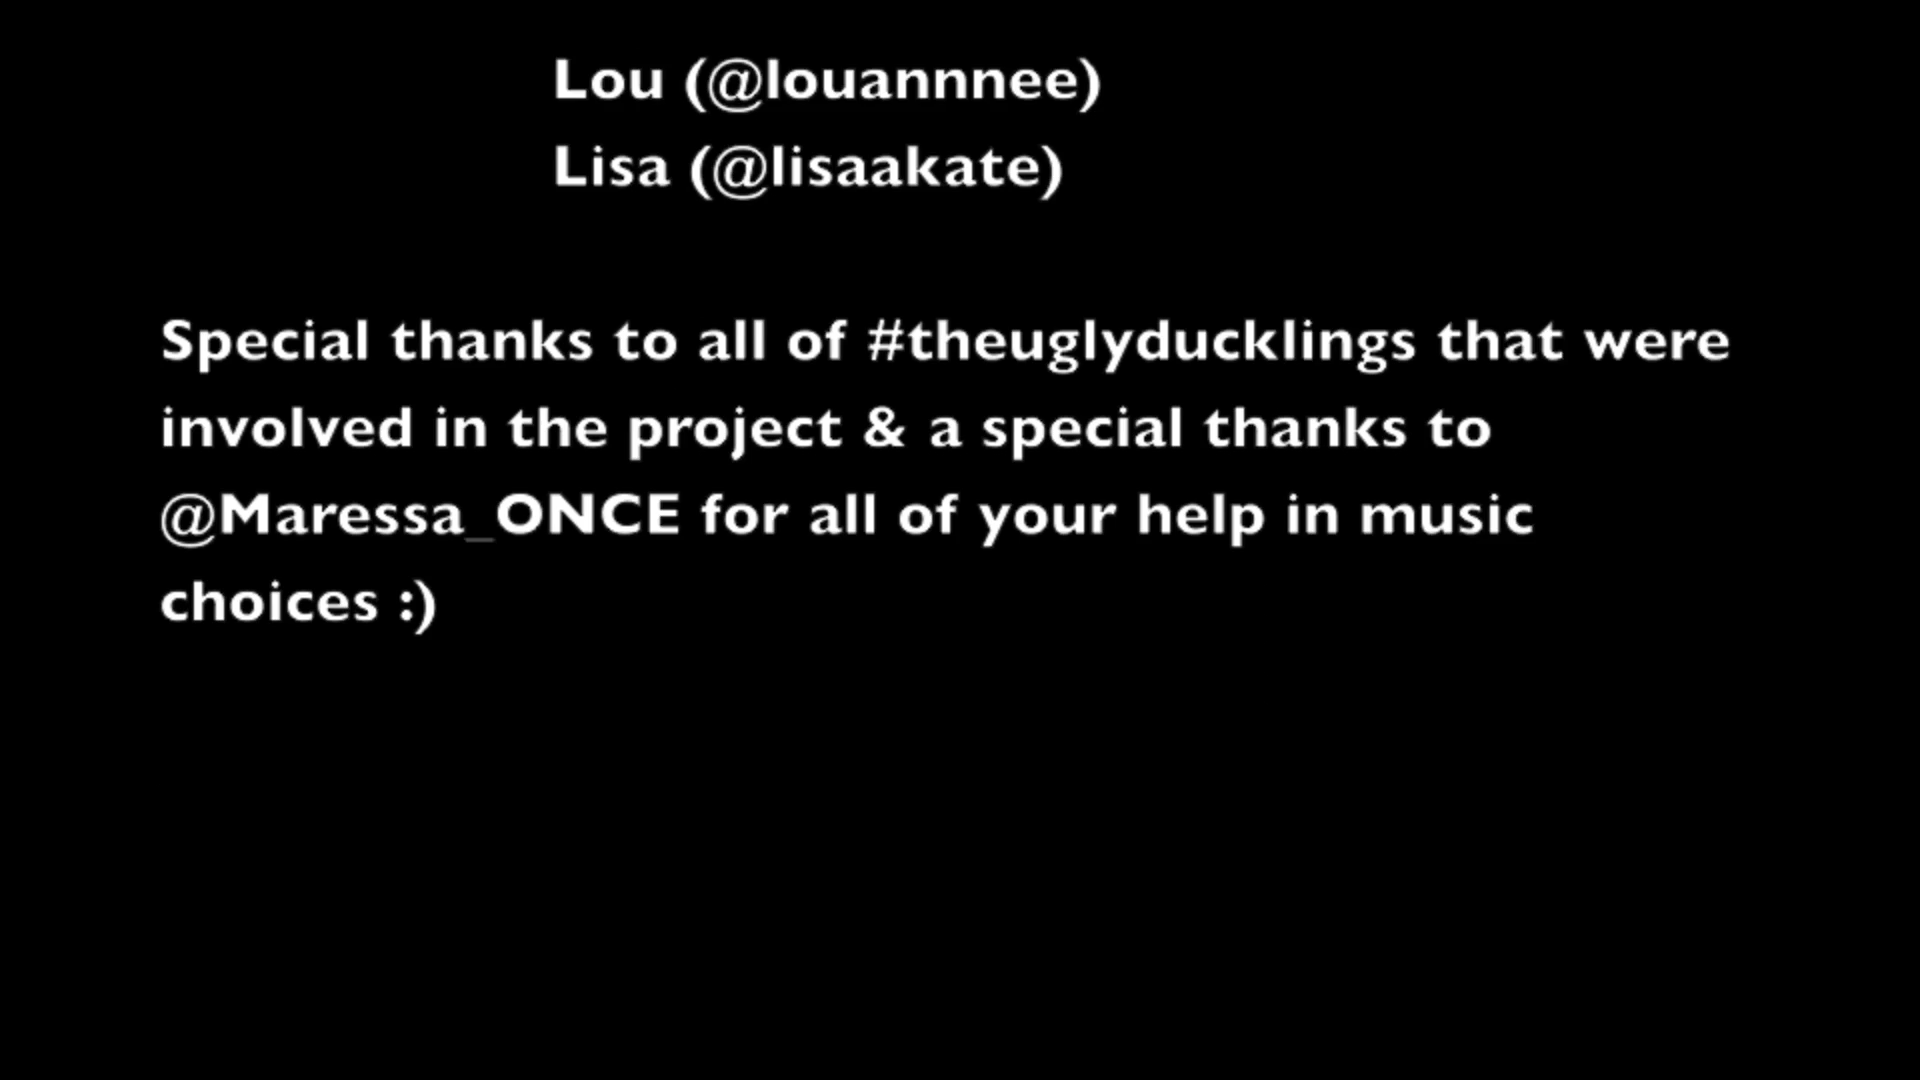 Lou (@louannnee)
Lisa (@lisaakate)
Special thanks to all of #theuglyducklings that were
involved in the project & a special thanks to
@Maressa_ONCE for all of your help in music
choices :)